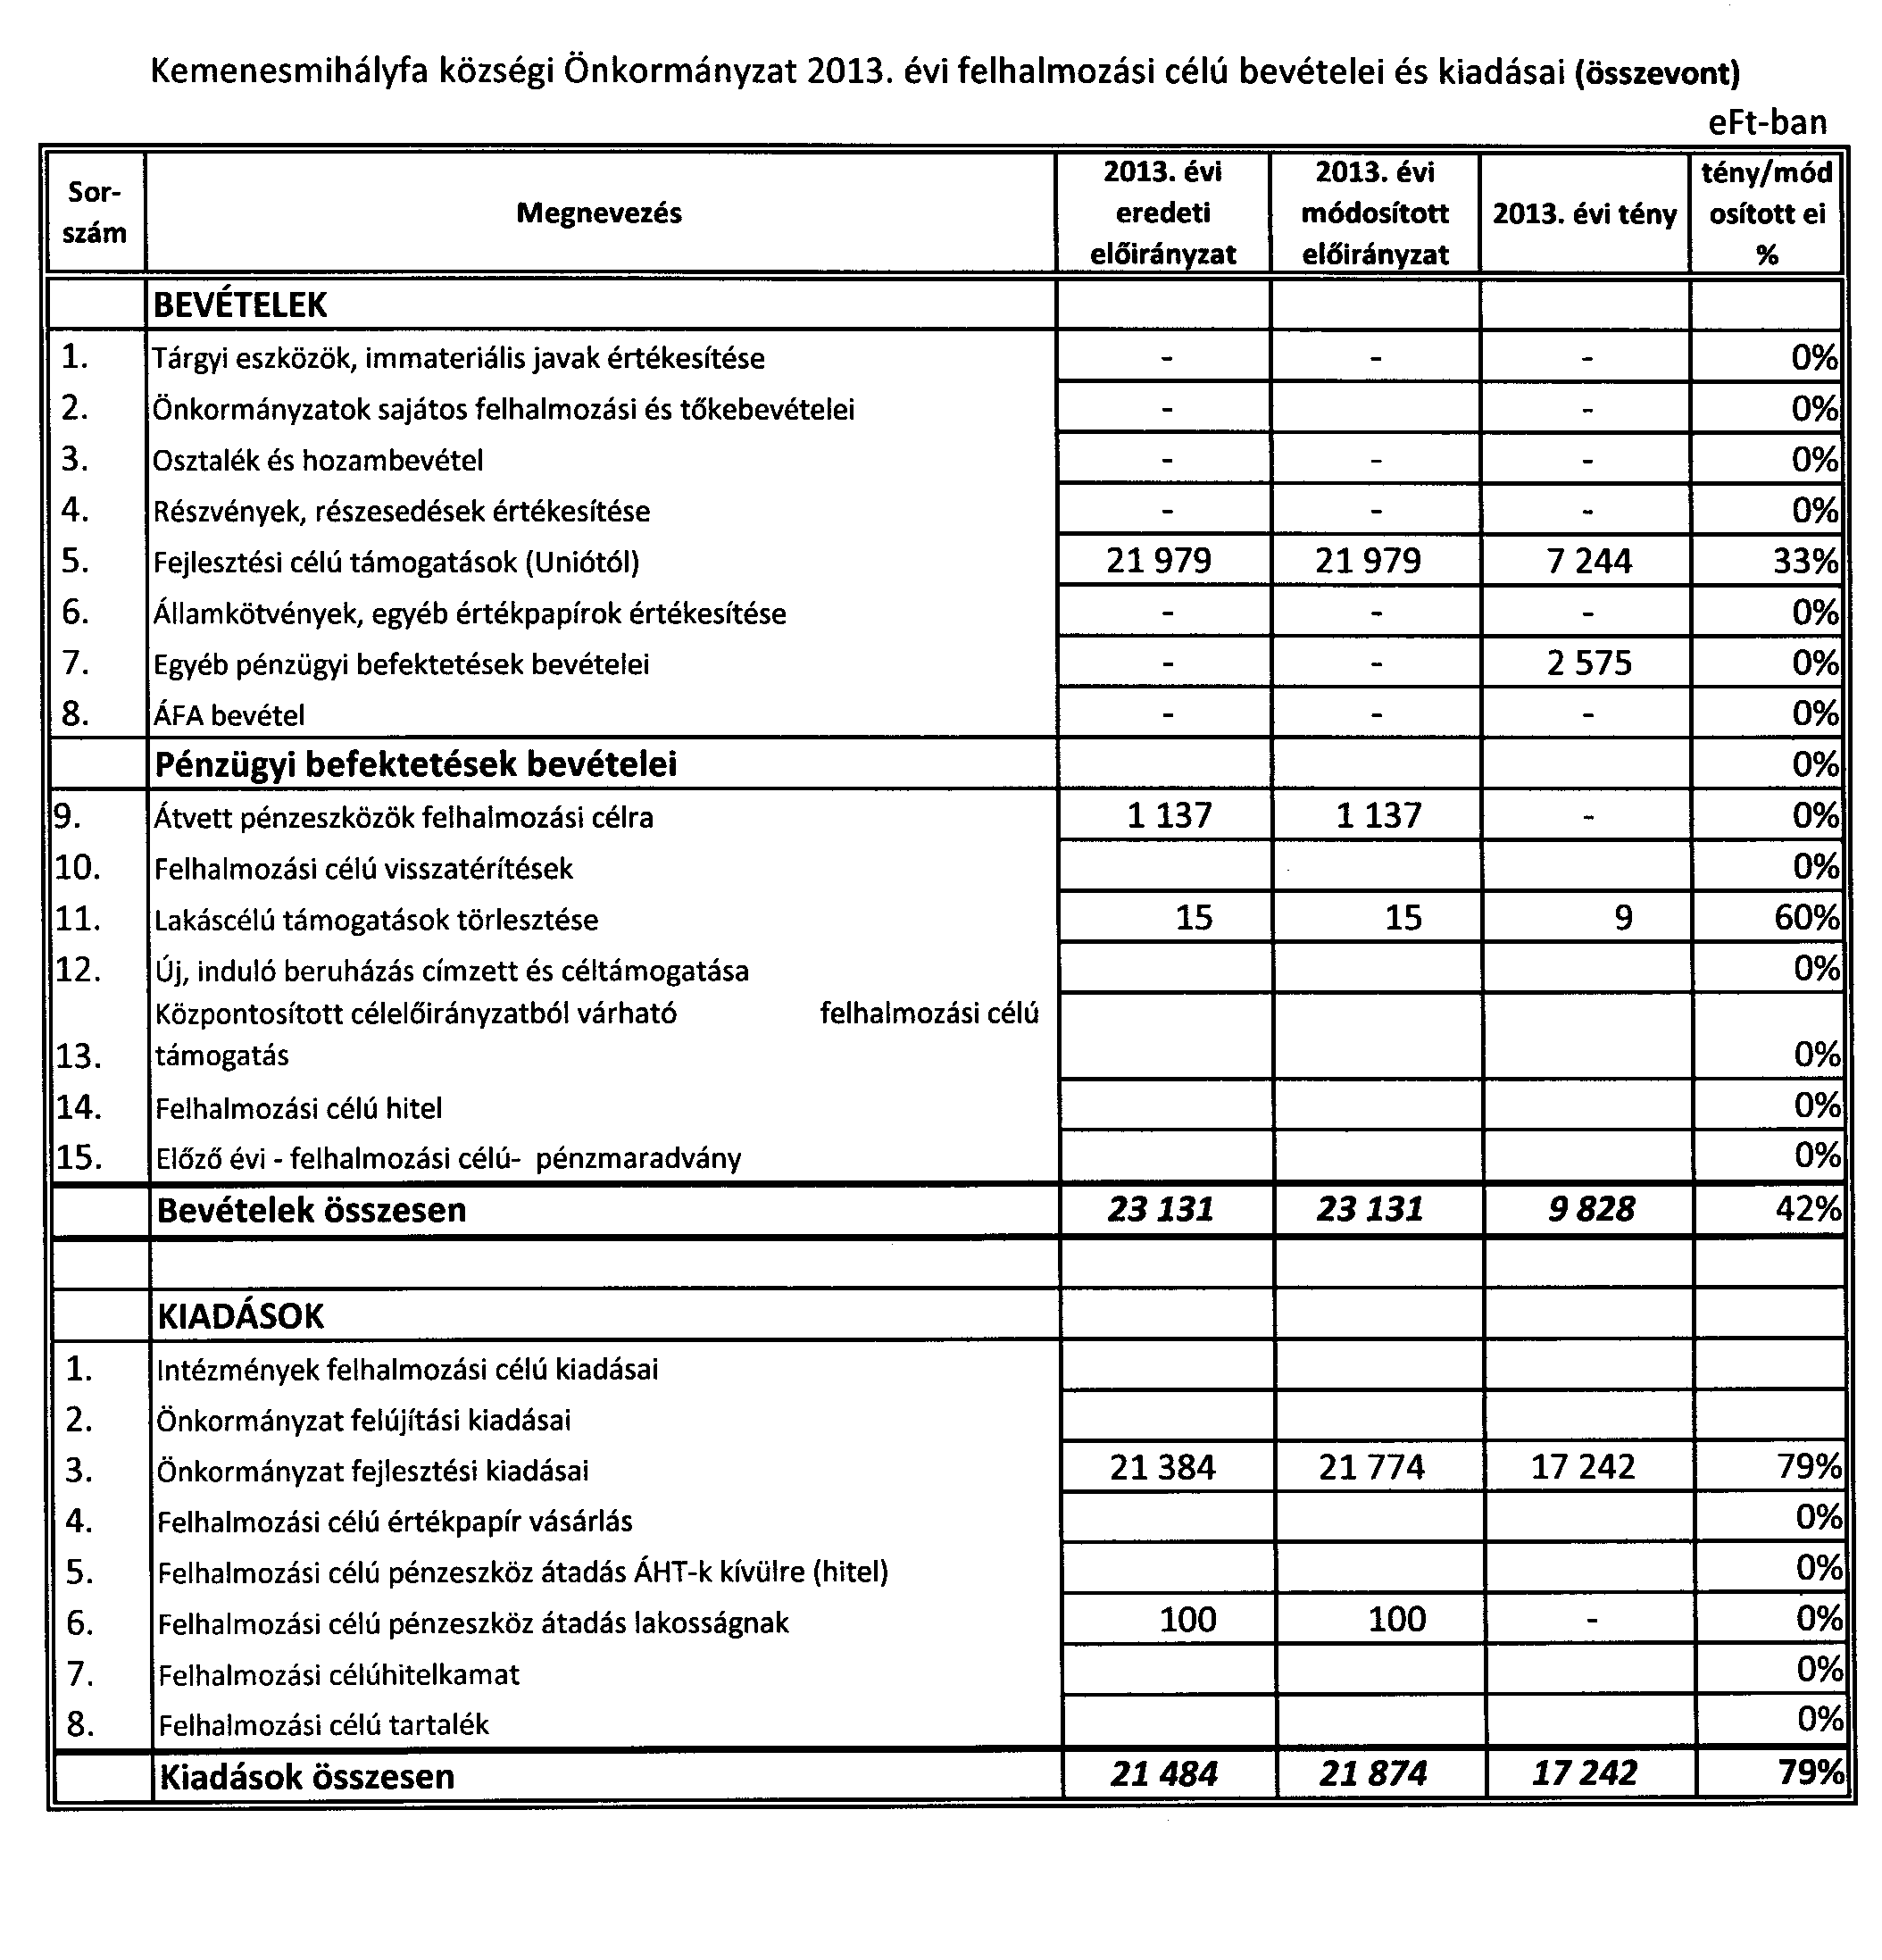 Kemenesmihályfa községi Önkormányzat 2013. évi felhalmozási célú bevételei és kiadásai (összevont)
eFt-ban
Sor-szám Megnevezés 2013. évi eredeti előirányzat 2013. évi módosított előirányzat 2013. évi tény tény/módosított ei %
BEVÉTELEK
1. Tárgyi eszközök, immateriális javak értékesítése - - - 0%
2. Önkormányzatok sajátos felhalmozási és tőkebevételei - - 0%
3. Osztalék és hozambevétel - - - 0%
4. Részvények, részesedések értékesítése - - - 0%
5. Fejlesztési célú támogatások (Uniótól) 21 979 21 979 7 244 33%
6. Államkötvények, egyéb értékpapírok értékesítése - - - 0%
7. Egyéb pénzügyi befektetések bevételei - - 2 575 0%
8. ÁFA bevétel - - - 0%
Pénzügyi befektetések bevételei 0%
9. Átvett pénzeszközök felhalmozási célra 1 137 1 137 - 0%
10. Felhalmozási célú visszatérítések 0%
11. Lakáscélú támogatások törlesztése 15 15 9 60%
12. Új, induló beruházás címzett és céltámogatása 0%
Központosított célelőirányzatból várható felhalmozási célú
13. támogatás 0%
14. Felhalmozási célú hitel 0%
15. Előző évi - felhalmozási célú- pénzmaradvány 0%
Bevételek összesen 23 131 23 131 9 828 42%
KIADÁSOK
1. Intézmények felhalmozási célú kiadásai
2. Önkormányzat felújítási kiadásai
3. Önkormányzat fejlesztési kiadásai 21 384 21 774 17 242 79%
4. Felhalmozási célú értékpapír vásárlás 0%
5. Felhalmozási célú pénzeszköz átadás ÁHT-k kívülre (hitel) 0%
6. Felhalmozási célú pénzeszköz átadás lakosságnak 100 100 - 0%
7. Felhalmozási célúhitelkamat 0%
8. Felhalmozási célú tartalék 0%
Kiadások összesen 21 484 21 874 17 242 79%